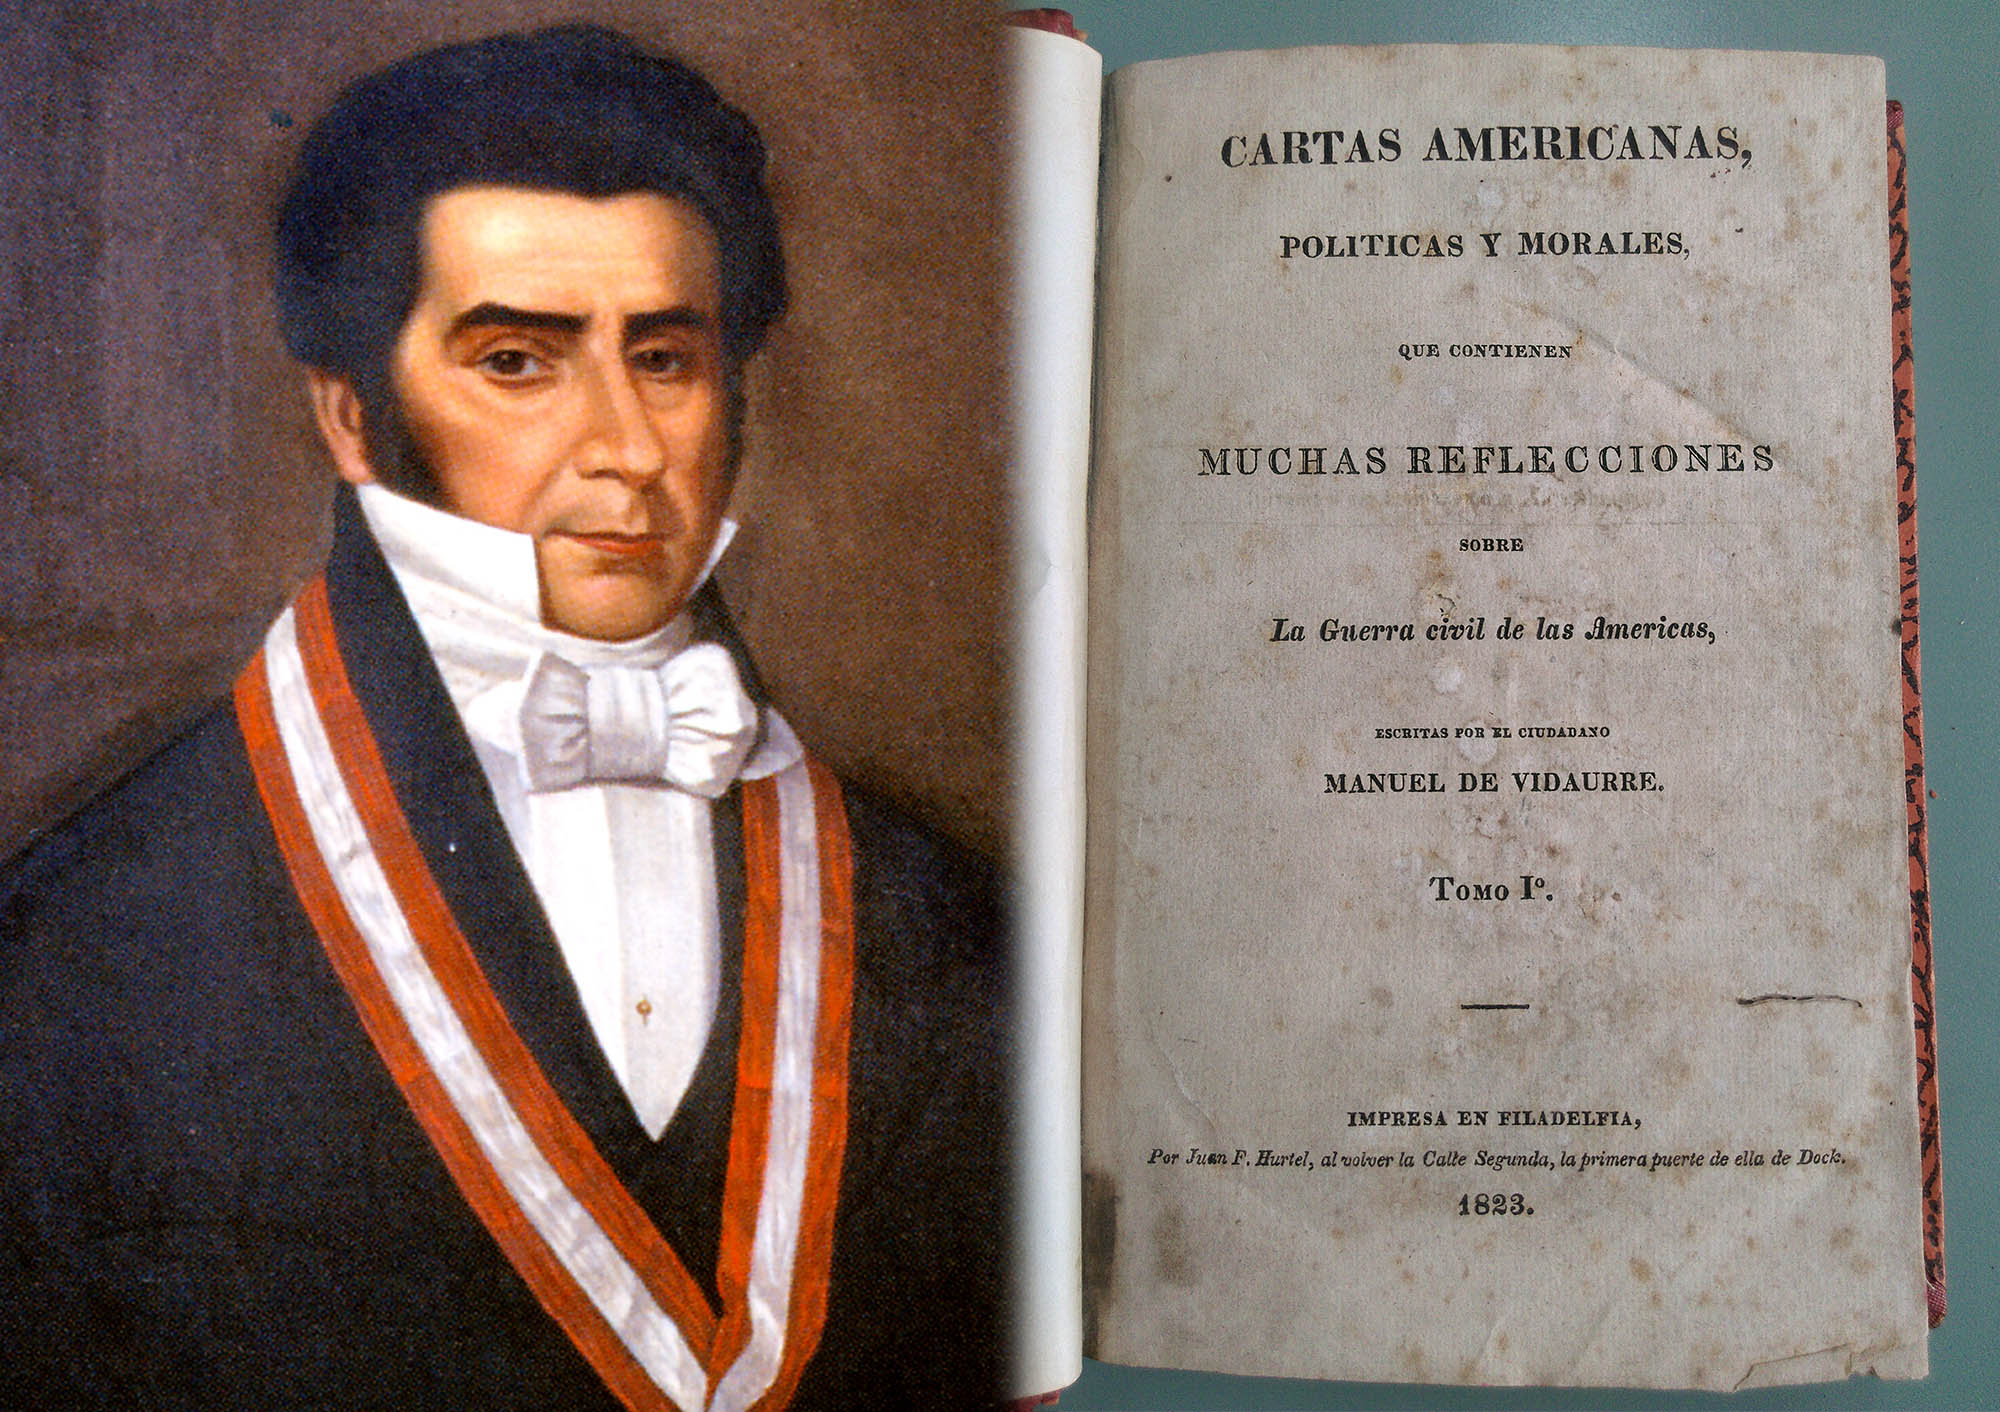 CARTAS AMERICANAS,
POLITICAS Y MORALES,
QUE CONTIENEN
MUCHAS REFLECCIONES
SOBRE
La Guerra civil de las Americas,
ESCRITAS POR EL CIUDADANO
MANUEL DE VIDAURRE.
Tomo Iº.
IMPRESA EN FILADELFIA,
Por Juan F. Hurtel, al volver la Calle Segunda, la primera puerte de ella de Dock.
1823.